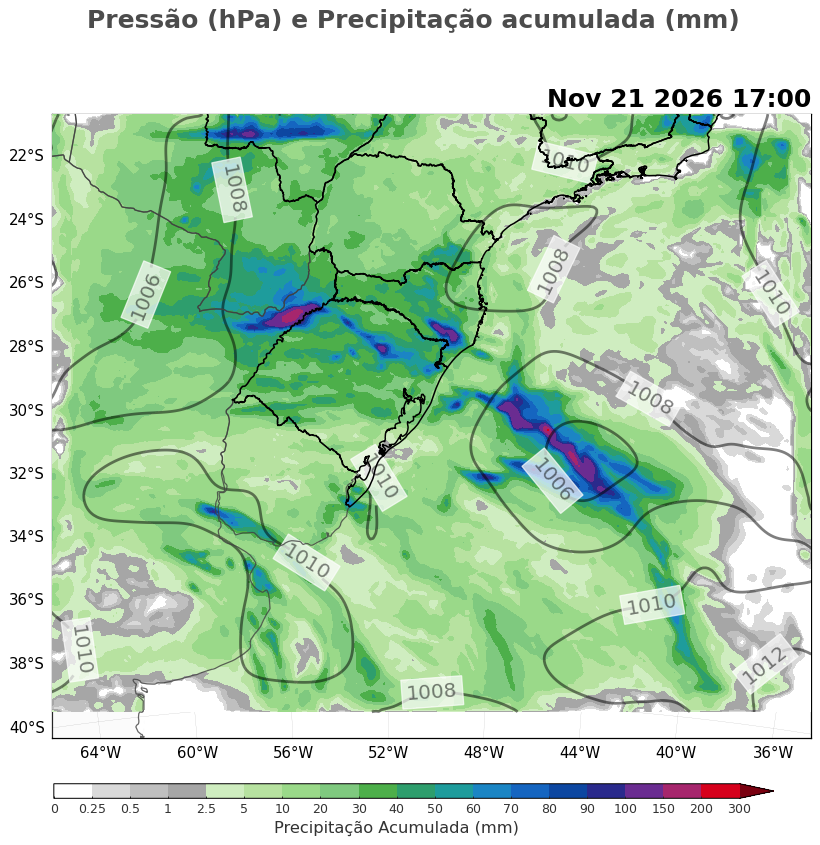 Pressão (hPa) e Precipitação acumulada (mm)
Nov 21 2026 17:00
22°S
24°S
26°S
28°S
30°S
32°S
34°S
36°S
38°S
40°S
1010
1008
1008
1006
1010
1008
1006
1010
1010
1010
1010
1008
1012
64°W 60°W 56°W 52°W 48°W 44°W 40°W 36°W
0 0.25 0.5 1 2.5 5 10 20 30 40 50 60 70 80 90 100 150 200 300
Precipitação Acumulada (mm)